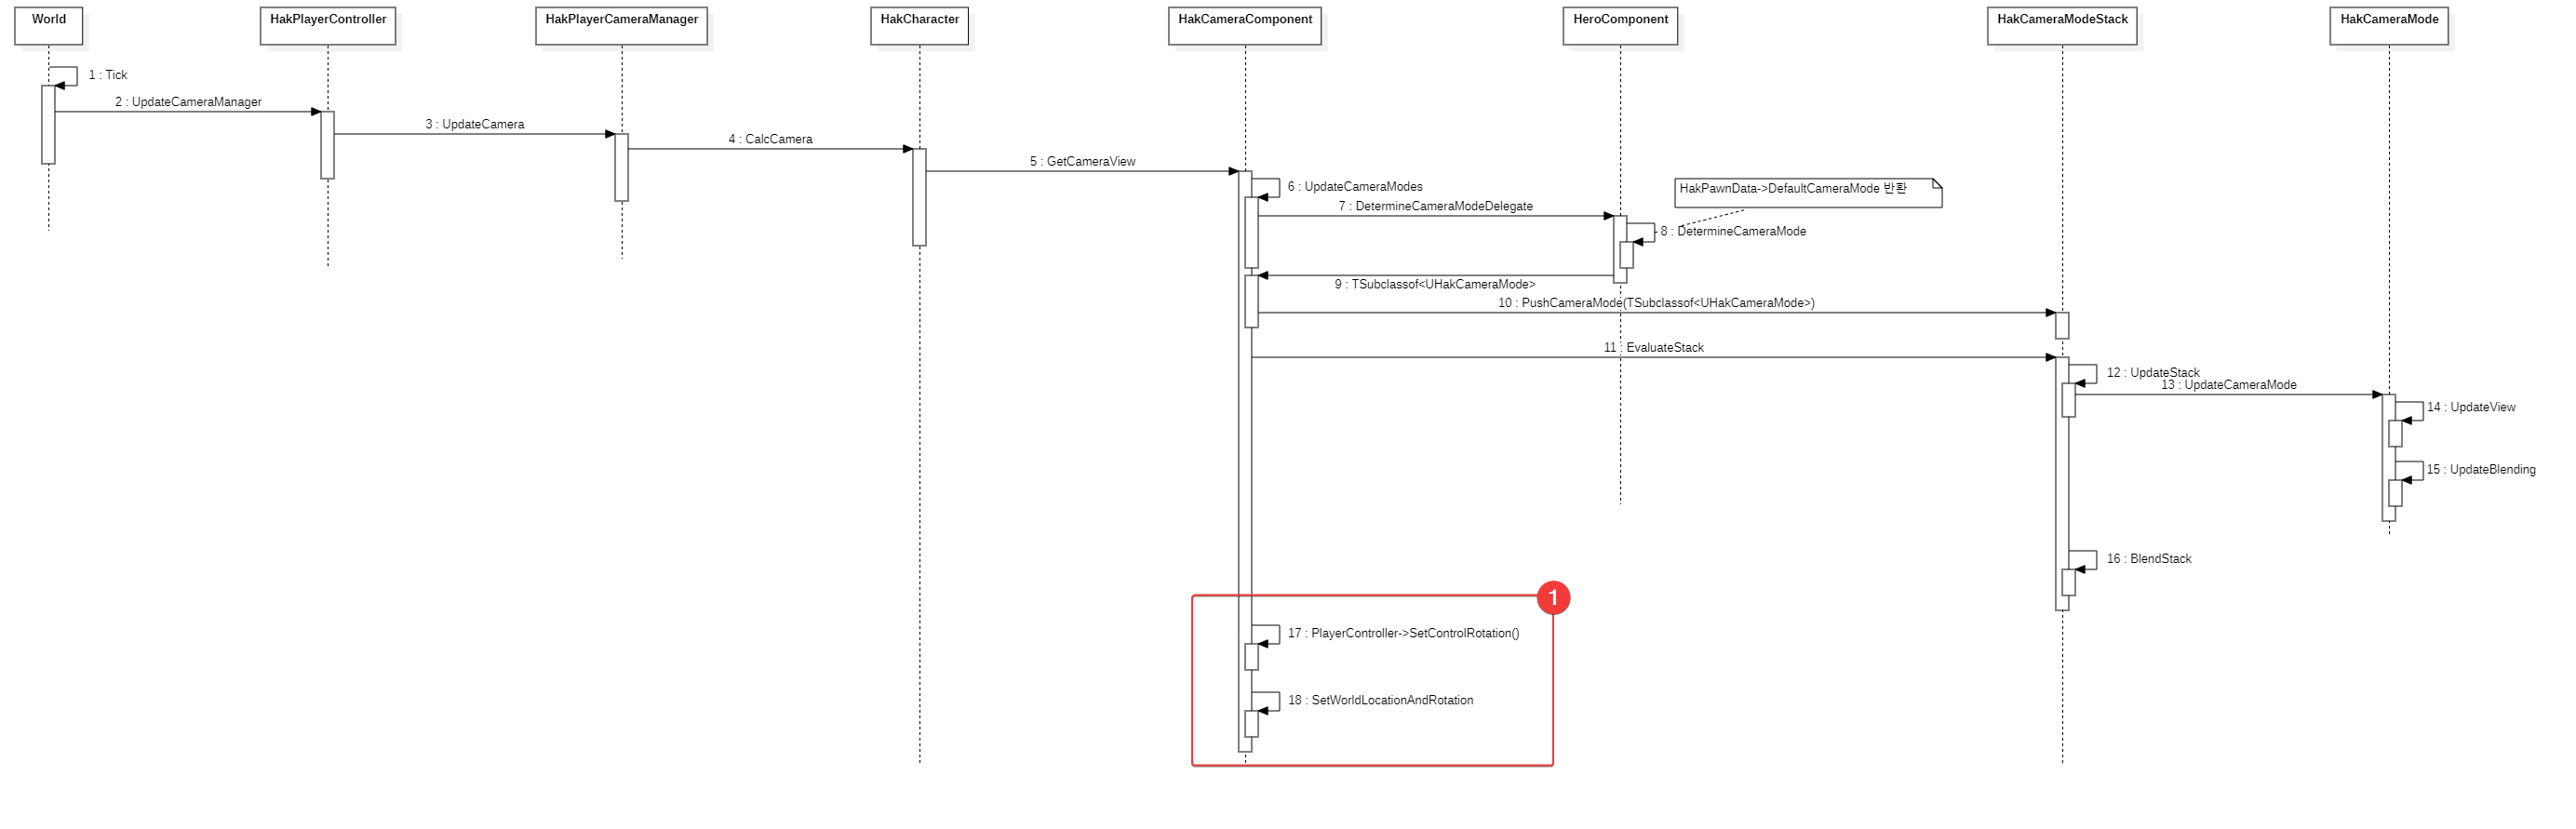 World
HakPlayerController
HakPlayerCameraManager
HakCharacter
HakCameraComponent
HeroComponent
HakCameraModeStack
HakCameraMode
1 : Tick
2 : UpdateCameraManager
3 : UpdateCamera
4 : CalcCamera
5 : GetCameraView
6 : UpdateCameraModes
HakPawnData->DefaultCameraMode 반환
7 : DetermineCameraModeDelegate
8 : DetermineCameraMode
9 : TSubclassof<UHakCameraMode>
10 : PushCameraMode(TSubclassof<UHakCameraMode>)
11 : EvaluateStack
12 : UpdateStack
13 : UpdateCameraMode
14 : UpdateView
15 : UpdateBlending
16 : BlendStack
1
17 : PlayerController->SetControlRotation()
18 : SetWorldLocationAndRotation